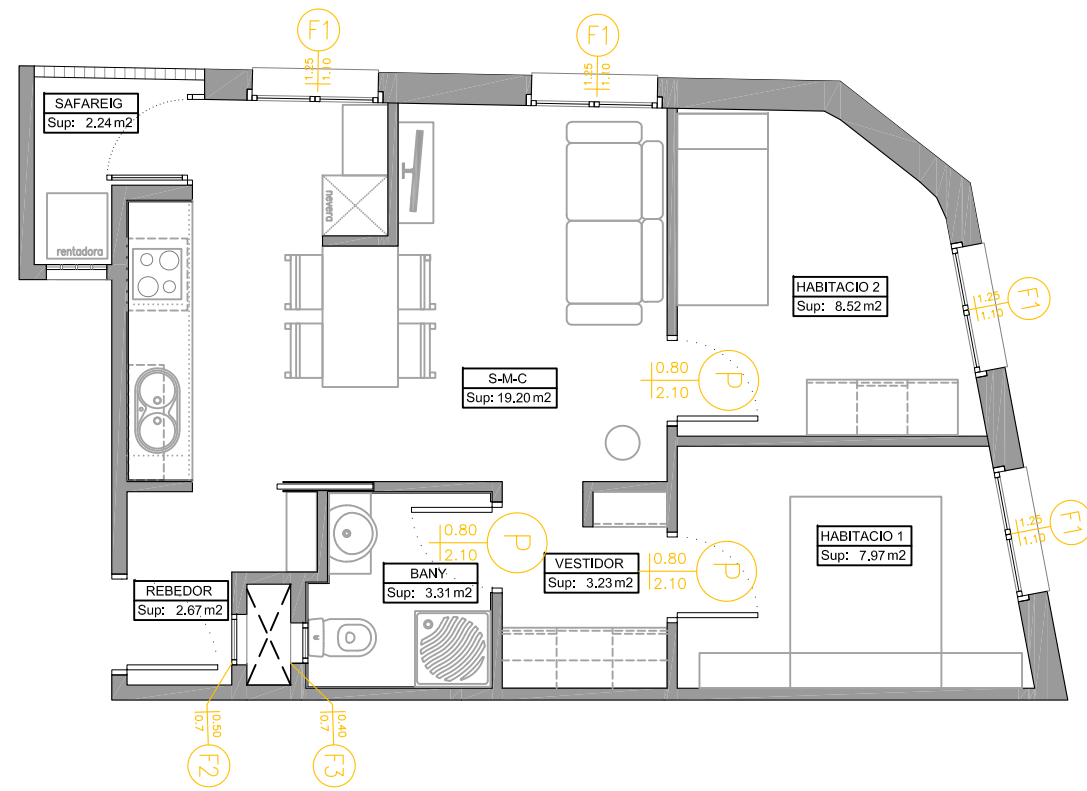 F1
1.25
1.10
F1
1.25
1.10
SAFAREIG
Sup: 2.24 m2
nevera
rentadora
HABITACIO 2
Sup: 8.52 m2
1.25
1.10
F1
0.80
2.10
P
S-M-C
Sup: 19.20 m2
0.80
2.10
P
HABITACIO 1
Sup: 7,97 m2
1.25
1.10
F1
VESTIDOR
Sup: 3.23 m2
0.80
2.10
P
BANY
Sup: 3.31 m2
REBEDOR
Sup: 2.67 m2
0.50
0.7
F2
0.40
0.7
F3